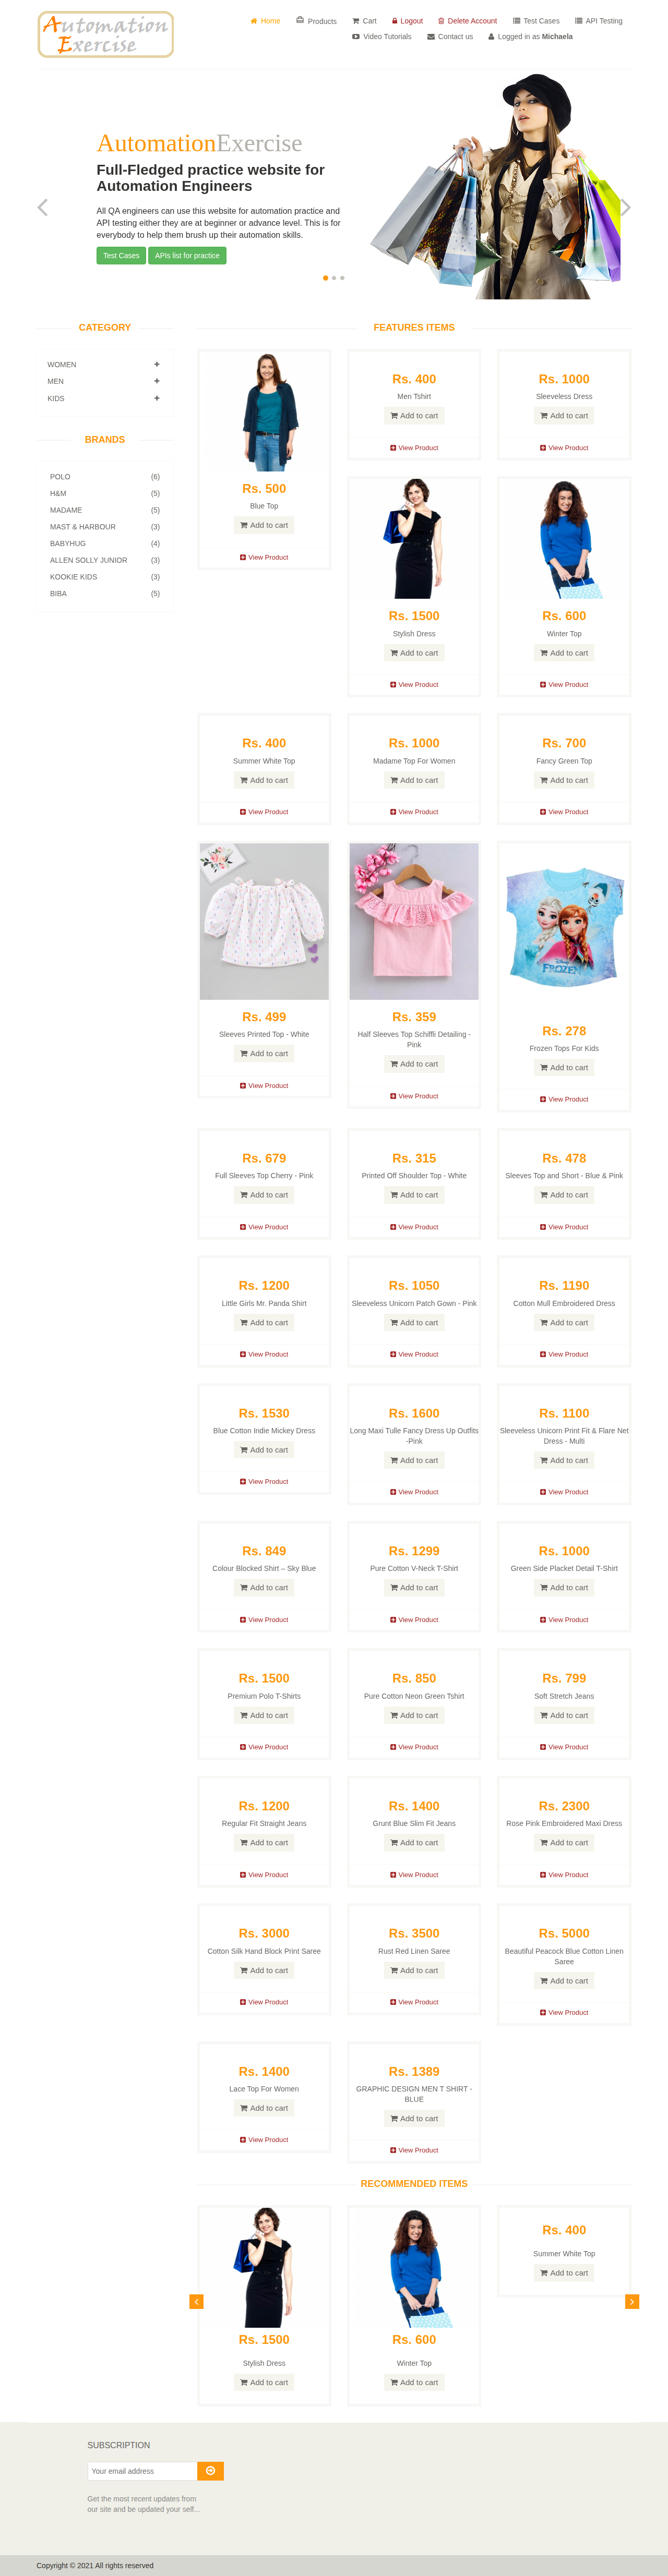 Automation
Exercise
Home
Products
Cart
Logout
Delete Account
Test Cases
API Testing
Video Tutorials
Contact us
Logged in as Michaela
AutomationExercise
Full-Fledged practice website for
Automation Engineers
All QA engineers can use this website for automation practice and
API testing either they are at beginner or advance level. This is for
everybody to help them brush up their automation skills.
Test Cases
APIs list for practice
CATEGORY
WOMEN
MEN
KIDS
BRANDS
POLO (6)
H&M (5)
MADAME (5)
MAST & HARBOUR (3)
BABYHUG (4)
ALLEN SOLLY JUNIOR (3)
KOOKIE KIDS (3)
BIBA (5)
FEATURES ITEMS
Rs. 500
Blue Top
Add to cart
View Product
Rs. 400
Men Tshirt
Add to cart
View Product
Rs. 1000
Sleeveless Dress
Add to cart
View Product
Rs. 1500
Stylish Dress
Add to cart
View Product
Rs. 600
Winter Top
Add to cart
View Product
Rs. 400
Summer White Top
Add to cart
View Product
Rs. 1000
Madame Top For Women
Add to cart
View Product
Rs. 700
Fancy Green Top
Add to cart
View Product
Rs. 499
Sleeves Printed Top - White
Add to cart
View Product
Rs. 359
Half Sleeves Top Schiffli Detailing -
Pink
Add to cart
View Product
Disney
FROZEN
Rs. 278
Frozen Tops For Kids
Add to cart
View Product
Rs. 679
Full Sleeves Top Cherry - Pink
Add to cart
View Product
Rs. 315
Printed Off Shoulder Top - White
Add to cart
View Product
Rs. 478
Sleeves Top and Short - Blue & Pink
Add to cart
View Product
Rs. 1200
Little Girls Mr. Panda Shirt
Add to cart
View Product
Rs. 1050
Sleeveless Unicorn Patch Gown - Pink
Add to cart
View Product
Rs. 1190
Cotton Mull Embroidered Dress
Add to cart
View Product
Rs. 1530
Blue Cotton Indie Mickey Dress
Add to cart
View Product
Rs. 1600
Long Maxi Tulle Fancy Dress Up Outfits
-Pink
Add to cart
View Product
Rs. 1100
Sleeveless Unicorn Print Fit & Flare Net
Dress - Multi
Add to cart
View Product
Rs. 849
Colour Blocked Shirt – Sky Blue
Add to cart
View Product
Rs. 1299
Pure Cotton V-Neck T-Shirt
Add to cart
View Product
Rs. 1000
Green Side Placket Detail T-Shirt
Add to cart
View Product
Rs. 1500
Premium Polo T-Shirts
Add to cart
View Product
Rs. 850
Pure Cotton Neon Green Tshirt
Add to cart
View Product
Rs. 799
Soft Stretch Jeans
Add to cart
View Product
Rs. 1200
Regular Fit Straight Jeans
Add to cart
View Product
Rs. 1400
Grunt Blue Slim Fit Jeans
Add to cart
View Product
Rs. 2300
Rose Pink Embroidered Maxi Dress
Add to cart
View Product
Rs. 3000
Cotton Silk Hand Block Print Saree
Add to cart
View Product
Rs. 3500
Rust Red Linen Saree
Add to cart
View Product
Rs. 5000
Beautiful Peacock Blue Cotton Linen
Saree
Add to cart
View Product
Rs. 1400
Lace Top For Women
Add to cart
View Product
Rs. 1389
GRAPHIC DESIGN MEN T SHIRT -
BLUE
Add to cart
View Product
RECOMMENDED ITEMS
Rs. 1500
Stylish Dress
Add to cart
Rs. 600
Winter Top
Add to cart
Rs. 400
Summer White Top
Add to cart
SUBSCRIPTION
Your email address
Get the most recent updates from
our site and be updated your self...
Copyright © 2021 All rights reserved